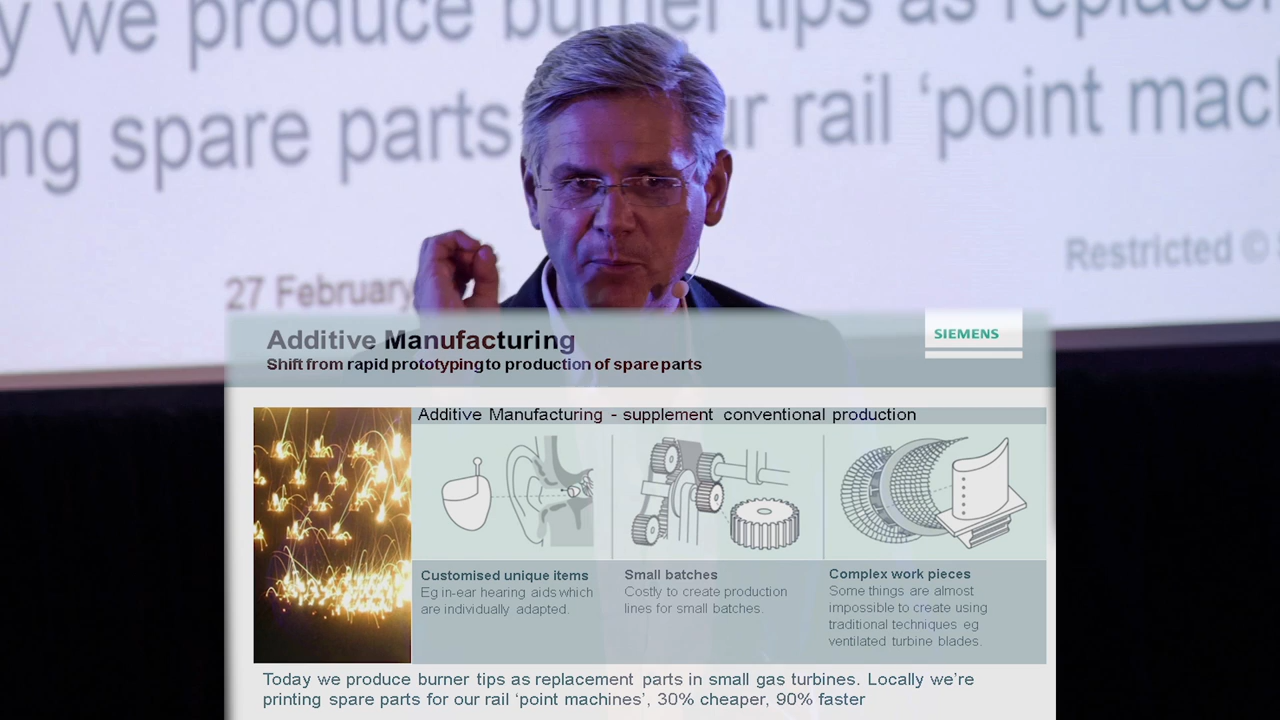 y we produce burner tips as replacem
ng spare parts ur rail ‘point mac
Restricted ©
27 February
Additive Manufacturing
Shift from rapid prototyping to production of spare parts
SIEMENS
Additive Manufacturing - supplement conventional production
Customised unique items
Eg in-ear hearing aids which
are individually adapted.
Small batches
Costly to create production
lines for small batches.
Complex work pieces
Some things are almost
impossible to create using
traditional techniques eg
ventilated turbine blades.
Today we produce burner tips as replacement parts in small gas turbines. Locally we’re
printing spare parts for our rail ‘point machines’, 30% cheaper, 90% faster